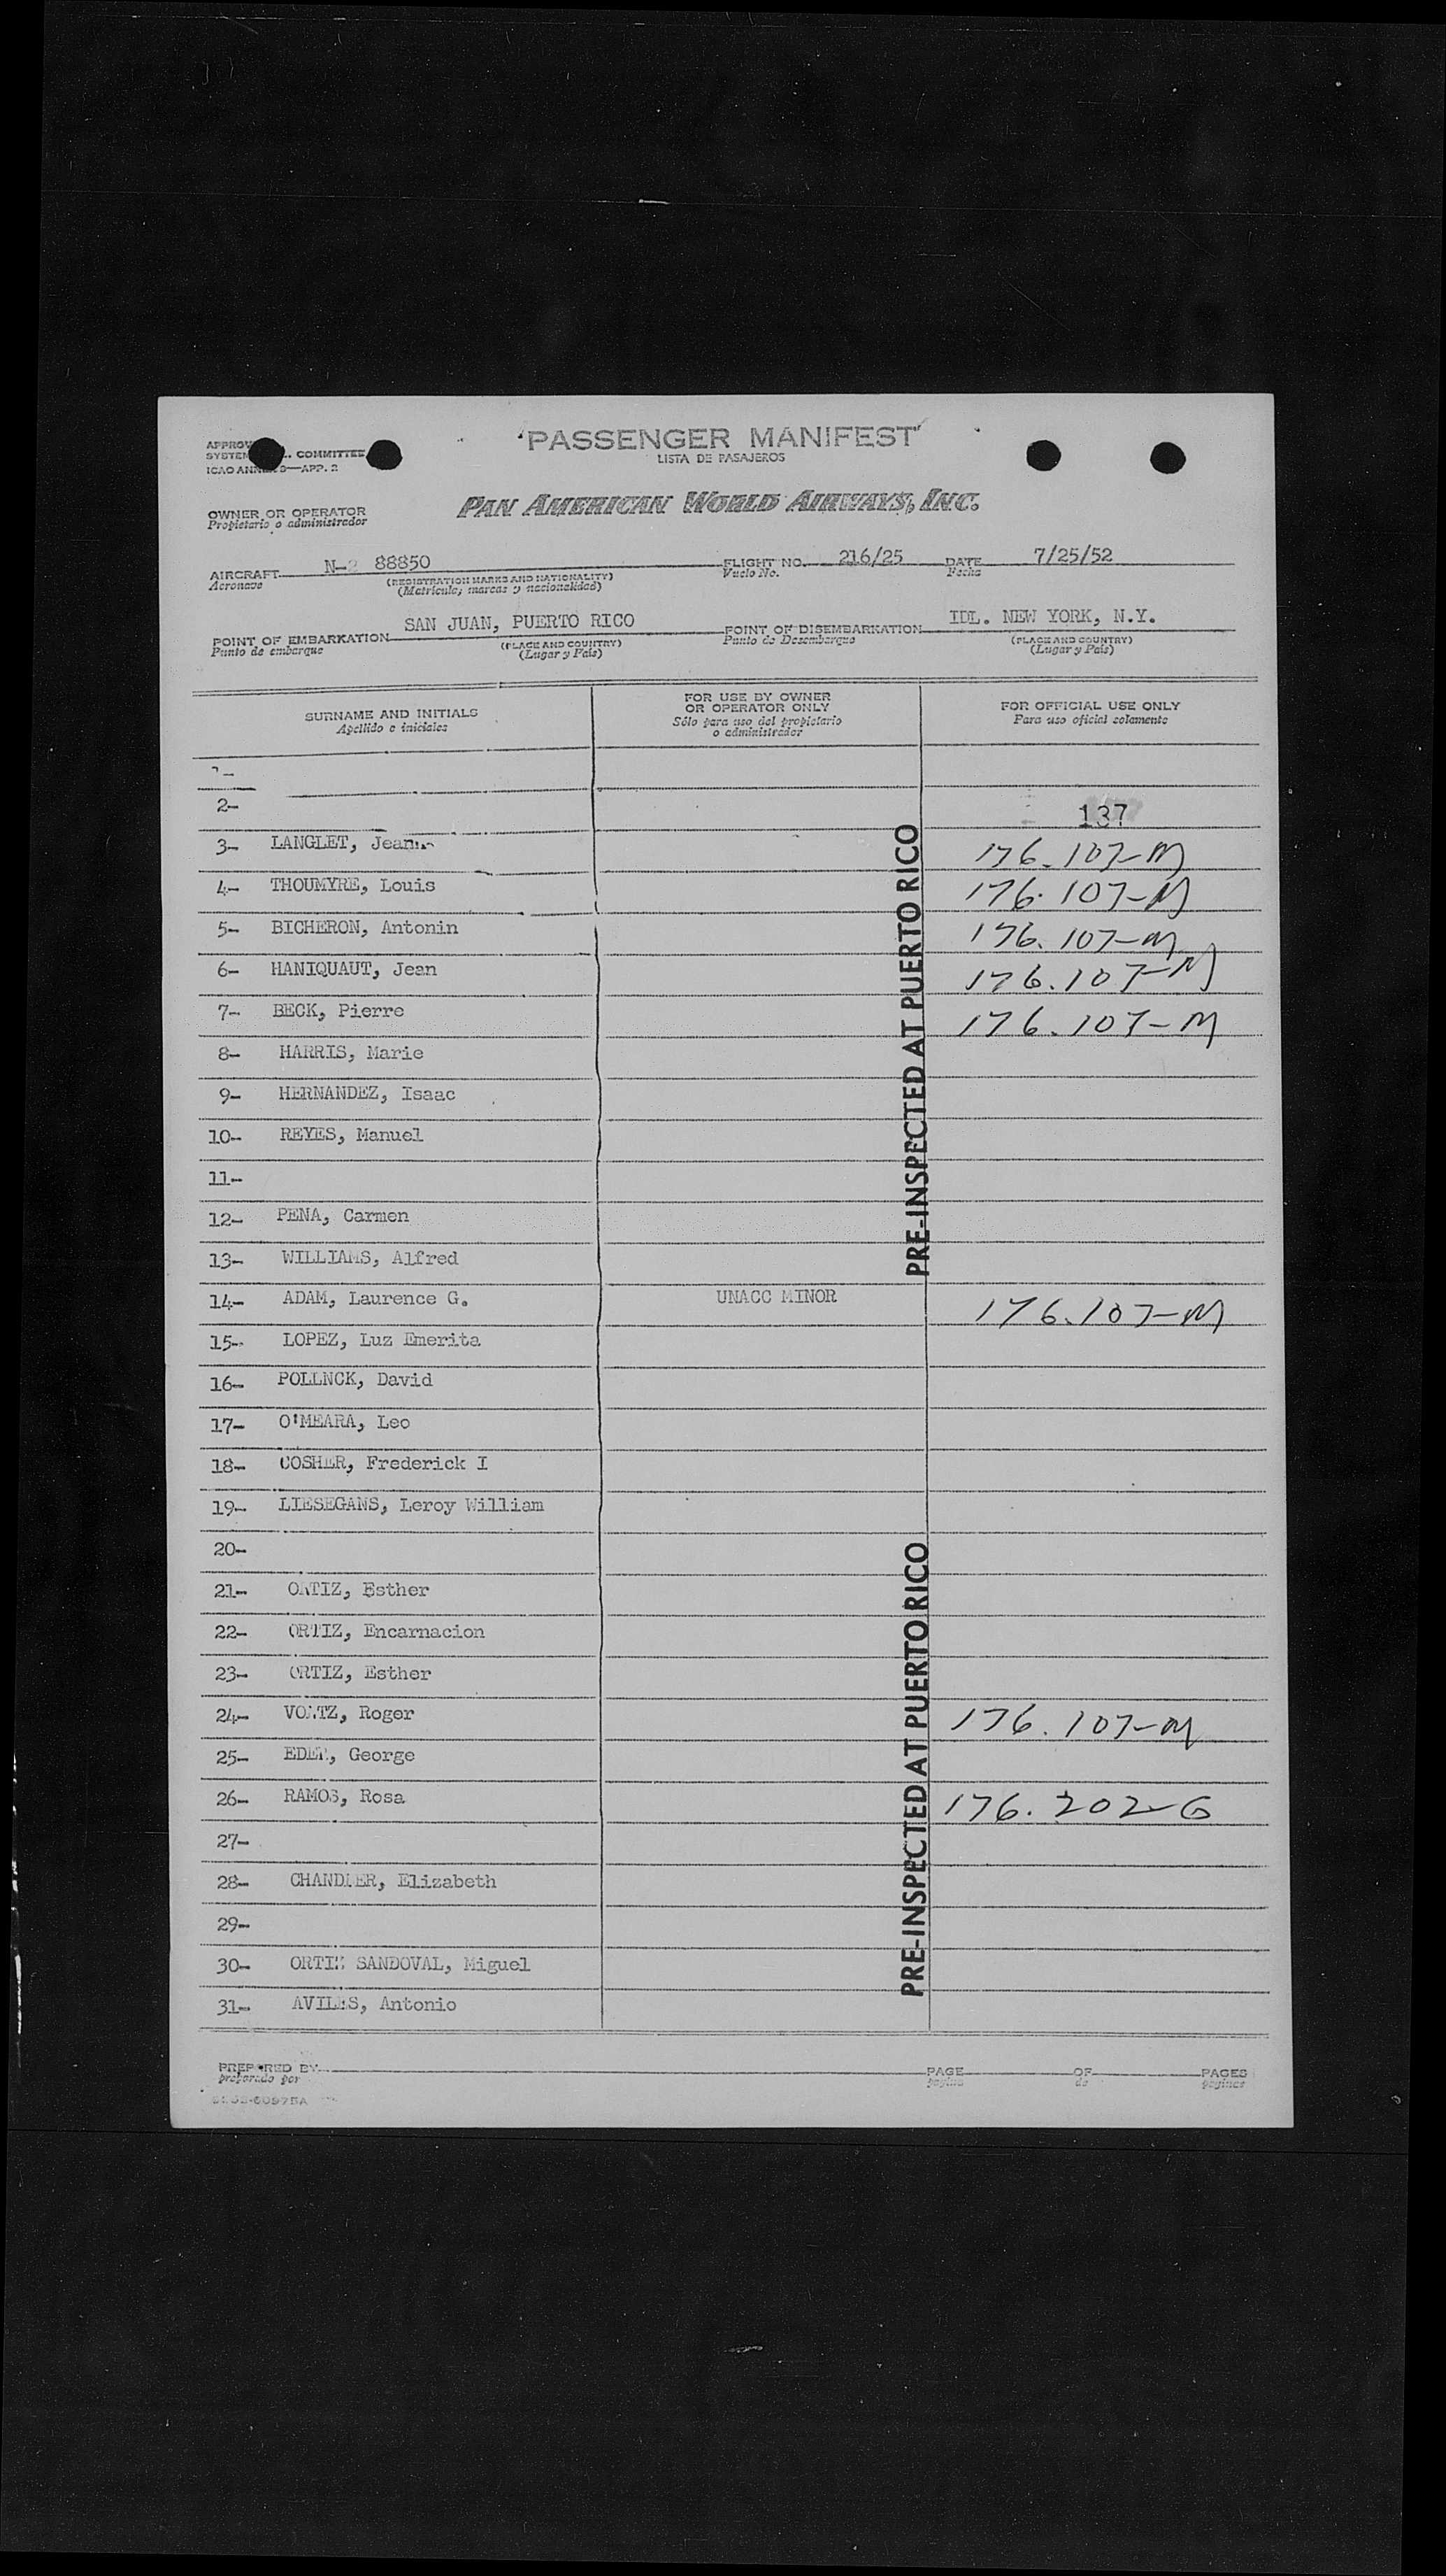 PASSENGER MANIFEST
LISTA DE PASAJEROS
COMMITTEE
ICAO 9—APP. 2
PAN AMERICAN WORLD AIRWAYS, INC.
OWNER OR OPERATOR
Propietario o administrador
AIRCRAFT 88850 FLIGHT NO. 216/25 DATE 7/25/52
Aeronave (REGISTRATION MARKS AND NATIONALITY) Vuelo No. Fecha
(Matrícula, marcas y nacionalidad)
POINT OF EMBARKATION SAN JUAN, PUERTO RICO POINT OF DISEMBARKATION IDL. NEW YORK, N.Y.
Punto de embarque (PLACE AND COUNTRY) Punto de Desembarque (PLACE AND COUNTRY)
(Lugar y País) (Lugar y País)
SURNAME AND INITIALS FOR USE BY OWNER OR OPERATOR ONLY FOR OFFICIAL USE ONLY
Apellido e iniciales Sólo para uso del propietario o administrador Para uso oficial solamente
2- 137
3- LANGLET, 176.107-M
4- THOUMYRE, Louis 176.107-M
5- BICHERON, Antonin 176.107-M
6- HANIQUAUT, Jean 176.107-M
7- BECK, Pierre 176.107-M
8- HARRIS, Marie
9- HERNANDEZ, Isaac
10- REYES, Manuel
11-
12- PENA, Carmen
13- WILLIAMS, Alfred
PRE-INSPECTED AT PUERTO RICO
14- ADAM, Laurence G. UNACC MINOR 176.107-M
15- LOPEZ, Luz Emerita
16- POLLNCK, David
17- O'MEARA, Leo
18- COSHER, Frederick I
19- LIESEGANS, Leroy William
20-
21- ORTIZ, Esther
22- ORTIZ, Encarnacion
23- ORTIZ, Esther
24- Roger 176.107-M
25- George
26- RAMOS, Rosa 176.202-G
27-
28- CHANDLER, Elizabeth
29-
30- ORTIZ SANDOVAL, Miguel
31- AVILES, Antonio
PRE-INSPECTED AT PUERTO RICO
PREPARED BY PAGE OF PAGES
preparado por pagina de paginas